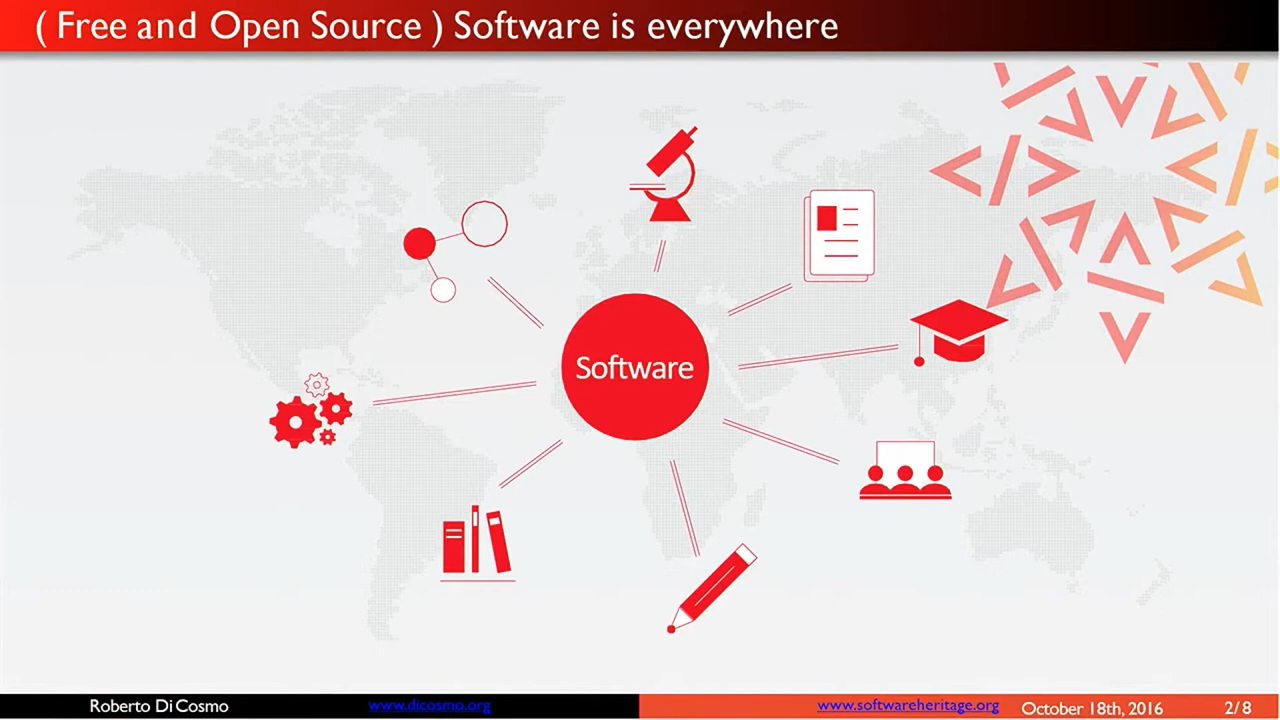 ( Free and Open Source ) Software is everywhere
Software
Roberto Di Cosmo
www.dicosmo.org
www.softwareheritage.org
October 18th, 2016
2/8